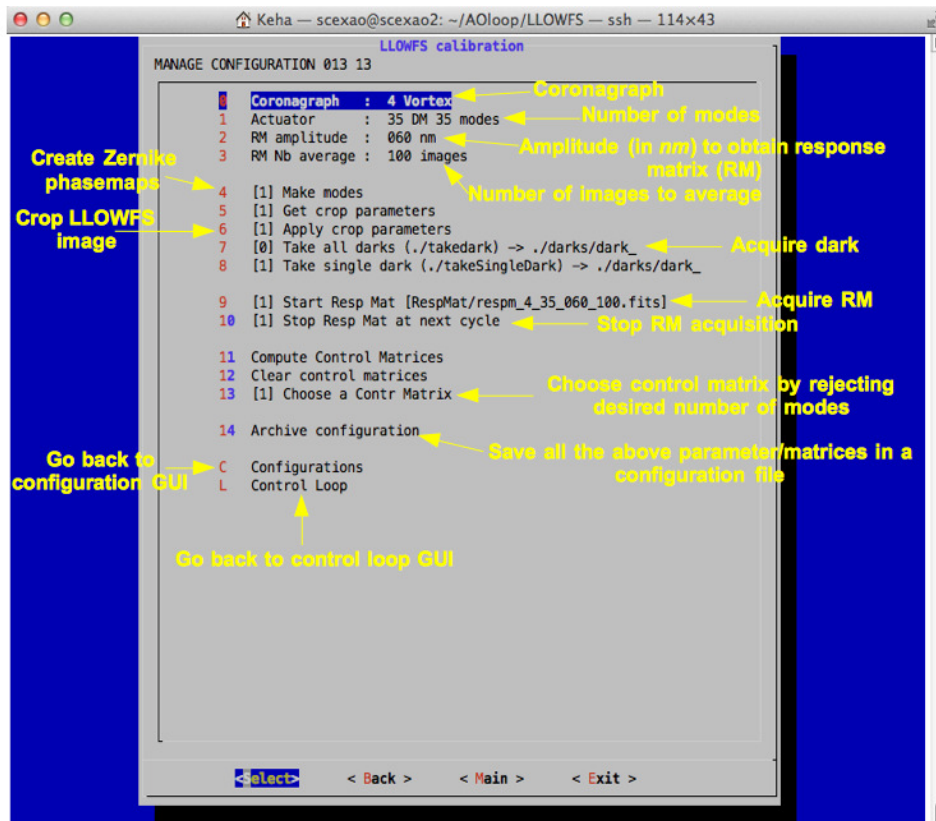 Keha — scexao@scexao2: ~/AOloop/LLOWFS — ssh — 114×43
LLOWFS calibration
MANAGE CONFIGURATION 013 13
0 Coronagraph : 4 Vortex
Coronagraph
1 Actuator : 35 DM 35 modes
Number of modes
2 RM amplitude : 060 nm
Amplitude (in nm) to obtain response
matrix (RM)
3 RM Nb average : 100 images
Number of images to average
Create Zernike
phasemaps
4 [1] Make modes
5 [1] Get crop parameters
Crop LLOWFS
image
6 [1] Apply crop parameters
7 [0] Take all darks (./takedark) -> ./darks/dark_
Acquire dark
8 [1] Take single dark (./takeSingleDark) -> ./darks/dark_
9 [1] Start Resp Mat [RespMat/respm_4_35_060_100.fits]
Acquire RM
10 [1] Stop Resp Mat at next cycle
Stop RM acquisition
11 Compute Control Matrices
12 Clear control matrices
13 [1] Choose a Contr Matrix
Choose control matrix by rejecting
desired number of modes
14 Archive configuration
Save all the above parameter/matrices in a
configuration file
Go back to
configuration GUI
C Configurations
L Control Loop
Go back to control loop GUI
<Select> < Back > < Main > < Exit >